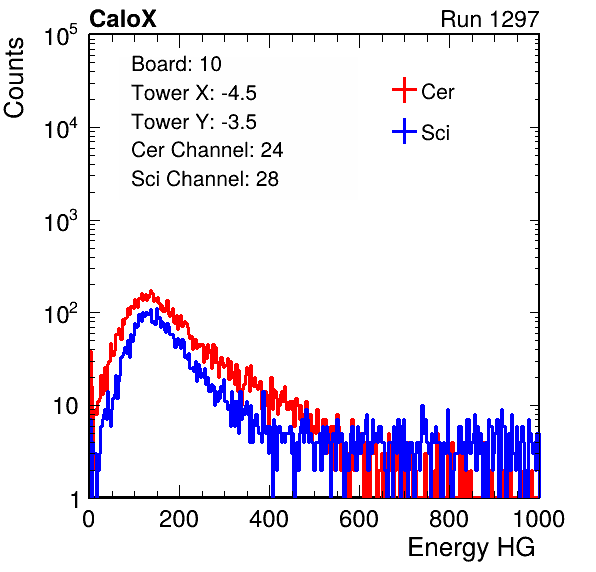 CaloX Run 1297
Counts
10^5
10^4
10^3
10^2
10
1
Board: 10
Tower X: -4.5
Tower Y: -3.5
Cer Channel: 24
Sci Channel: 28
Cer
Sci
0 200 400 600 800 1000
Energy HG